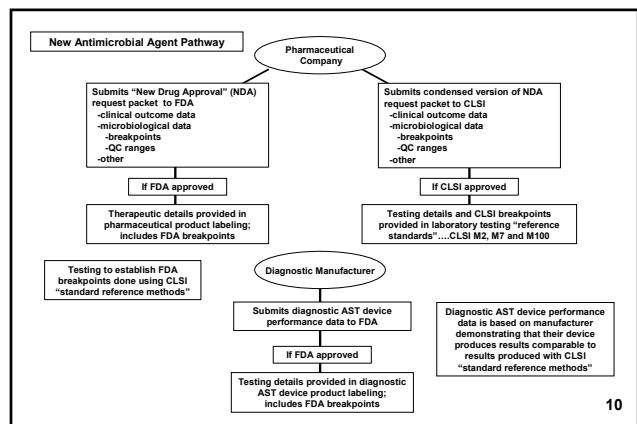 New Antimicrobial Agent Pathway
Pharmaceutical
Company
Submits “New Drug Approval” (NDA)
request packet to FDA
-clinical outcome data
-microbiological data
-breakpoints
-QC ranges
-other
Submits condensed version of NDA
request packet to CLSI
-clinical outcome data
-microbiological data
-breakpoints
-QC ranges
-other
If FDA approved
If CLSI approved
Therapeutic details provided in
pharmaceutical product labeling;
includes FDA breakpoints
Testing details and CLSI breakpoints
provided in laboratory testing “reference
standards”….CLSI M2, M7 and M100
Testing to establish FDA
breakpoints done using CLSI
“standard reference methods”
Diagnostic Manufacturer
Submits diagnostic AST device
performance data to FDA
If FDA approved
Testing details provided in diagnostic
AST device product labeling;
includes FDA breakpoints
Diagnostic AST device performance
data is based on manufacturer
demonstrating that their device
produces results comparable to
results produced with CLSI
“standard reference methods”
10